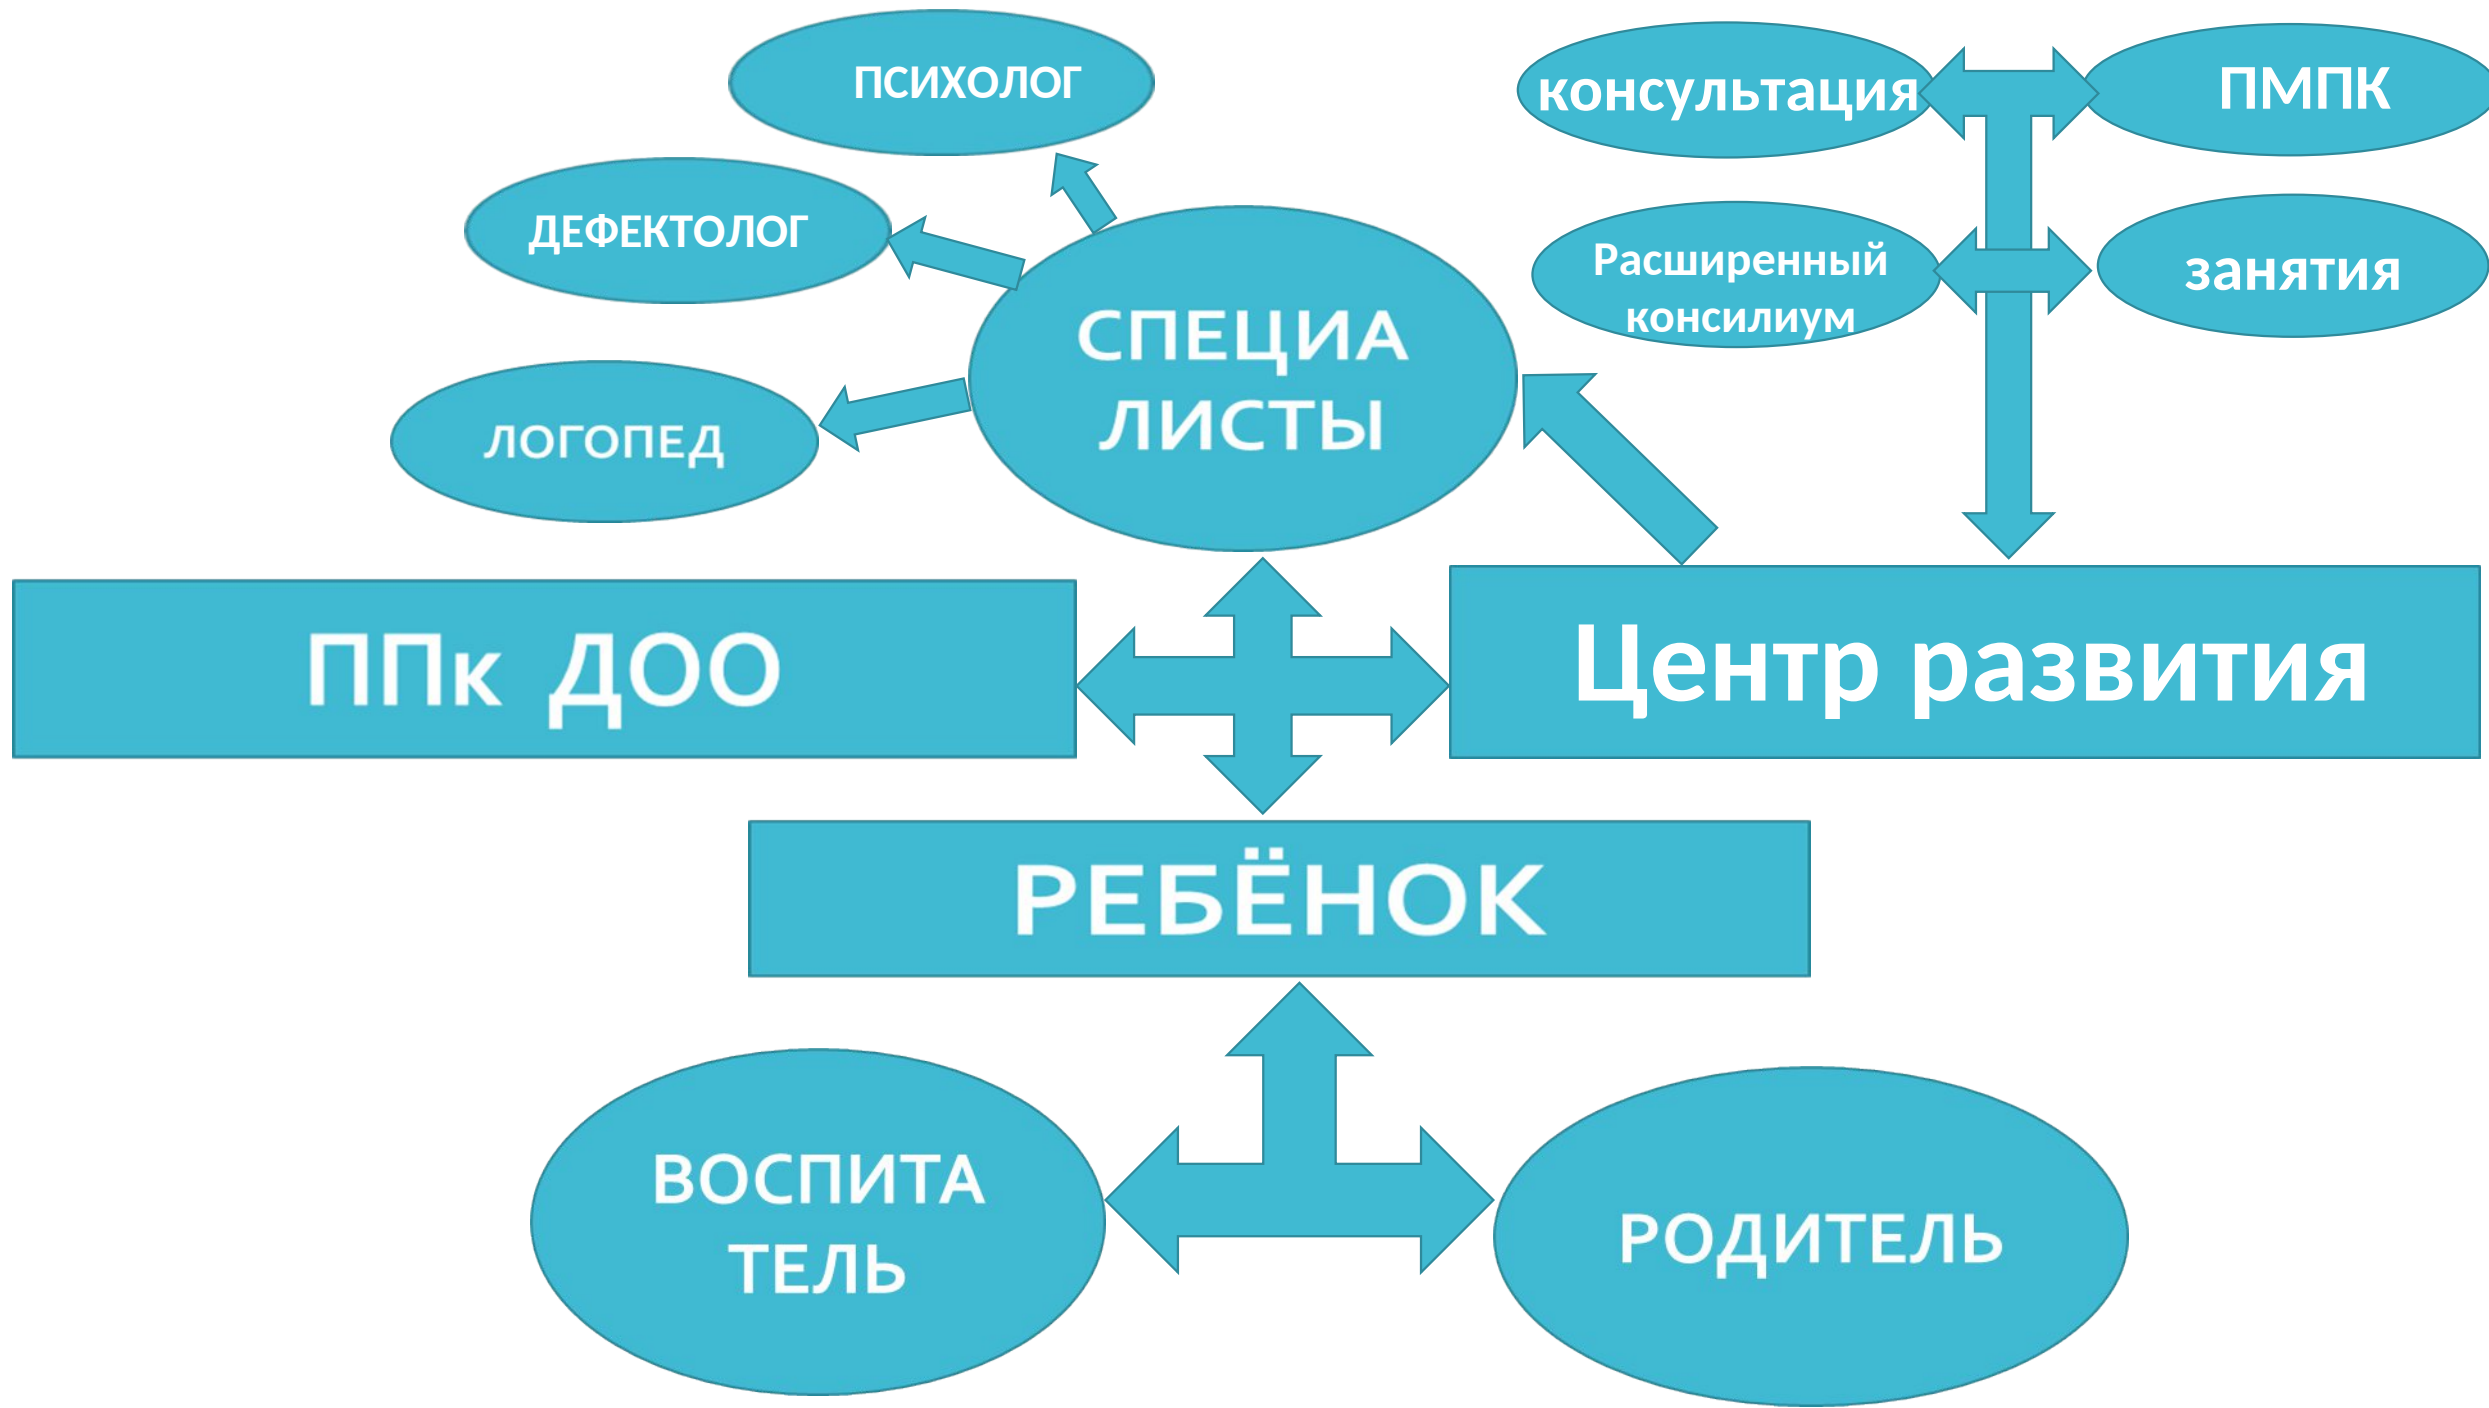 ПСИХОЛОГ
консультация
ПМПК
ДЕФЕКТОЛОГ
Расширенный
консилиум
занятия
СПЕЦИА
ЛИСТЫ
ЛОГОПЕД
ППк ДОО
Центр развития
РЕБЁНОК
ВОСПИТА
ТЕЛЬ
РОДИТЕЛЬ